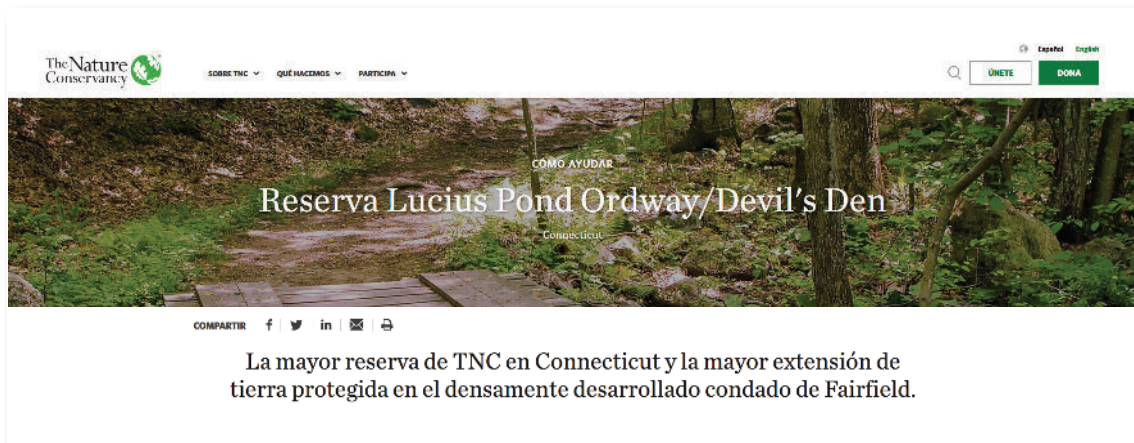 Español English
The Nature
Conservancy
SOBRE TNC QUÉ HACEMOS PARTICIPA
ÚNETE DONA
CÓMO AYUDAR
Reserva Lucius Pond Ordway/Devil's Den
Connecticut
COMPARTIR
La mayor reserva de TNC en Connecticut y la mayor extensión de
tierra protegida en el densamente desarrollado condado de Fairfield.